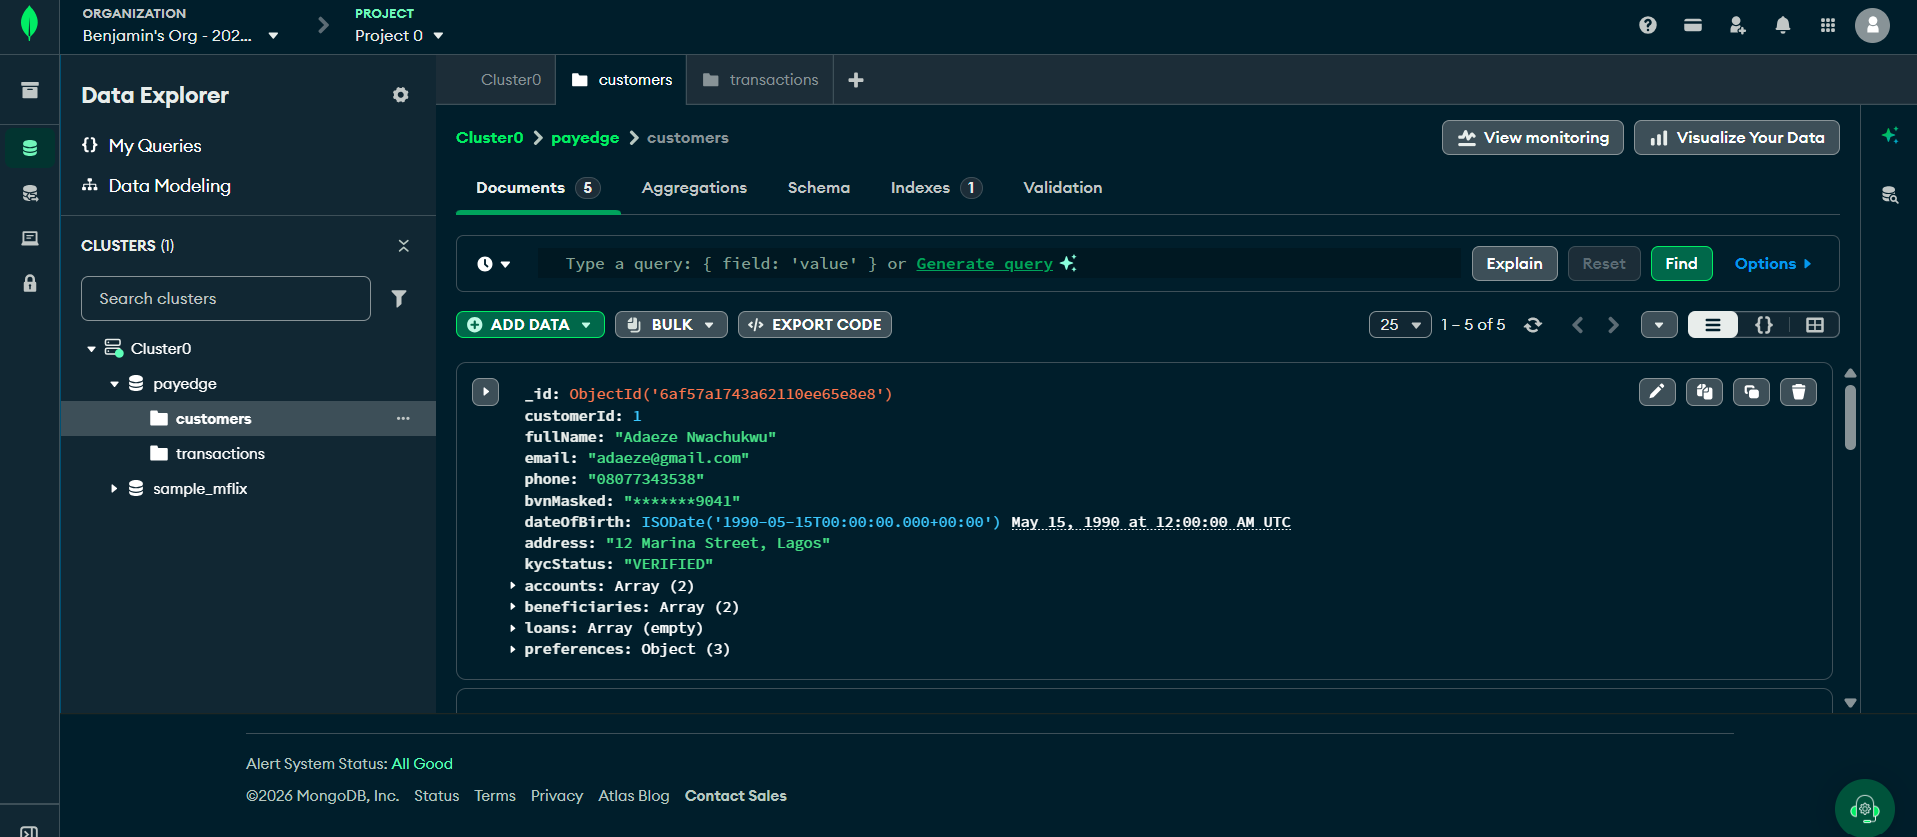 ORGANIZATION
Benjamin's Org - 202...
PROJECT
Project 0
Data Explorer
My Queries
Data Modeling
CLUSTERS (1)
Search clusters
Cluster0
payedge
customers
transactions
sample_mflix
Cluster0
customers
transactions
Cluster0 > payedge > customers
View monitoring
Visualize Your Data
Documents 5
Aggregations
Schema
Indexes 1
Validation
Type a query: { field: 'value' } or Generate query
Explain
Reset
Find
Options
ADD DATA
BULK
EXPORT CODE
25
1 – 5 of 5
_id: ObjectId('6af57a1743a62110ee65e8e8')
customerId: 1
fullName: "Adaeze Nwachukwu"
email: "adaeze@gmail.com"
phone: "08077343538"
bvnMasked: "*******9041"
dateOfBirth: ISODate('1990-05-15T00:00:00.000+00:00') May 15, 1990 at 12:00:00 AM UTC
address: "12 Marina Street, Lagos"
kycStatus: "VERIFIED"
accounts: Array (2)
beneficiaries: Array (2)
loans: Array (empty)
preferences: Object (3)
Alert System Status: All Good
©2026 MongoDB, Inc. Status Terms Privacy Atlas Blog Contact Sales